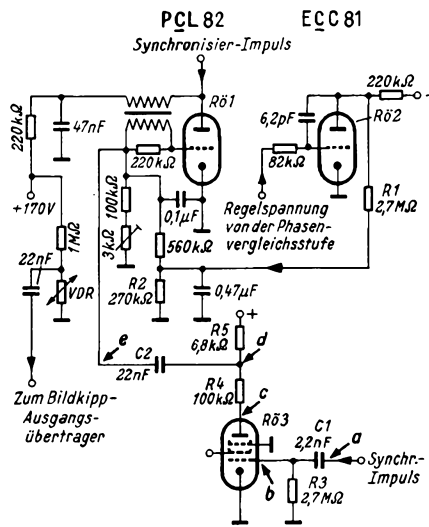 PCL 82
ECC 81
Synchronisier-Impuls
Rö1
220kΩ
47nF
220kΩ
+170V
1MΩ
22nF
VDR
100kΩ
3kΩ
0,1µF
560kΩ
R2
270kΩ
0,47µF
6,2pF
220kΩ
-
Rö2
82kΩ
R1
2,7MΩ
Regelspannung
von der Phasen-
vergleichsstufe
+
R5
6,8kΩ
d
e
C2
22nF
R4
100kΩ
c
Zum Bildkipp-
Ausgangs-
übertrager
Rö3
C1
2,2nF
a
b
Synchr.-
Impuls
R3
2,7MΩ